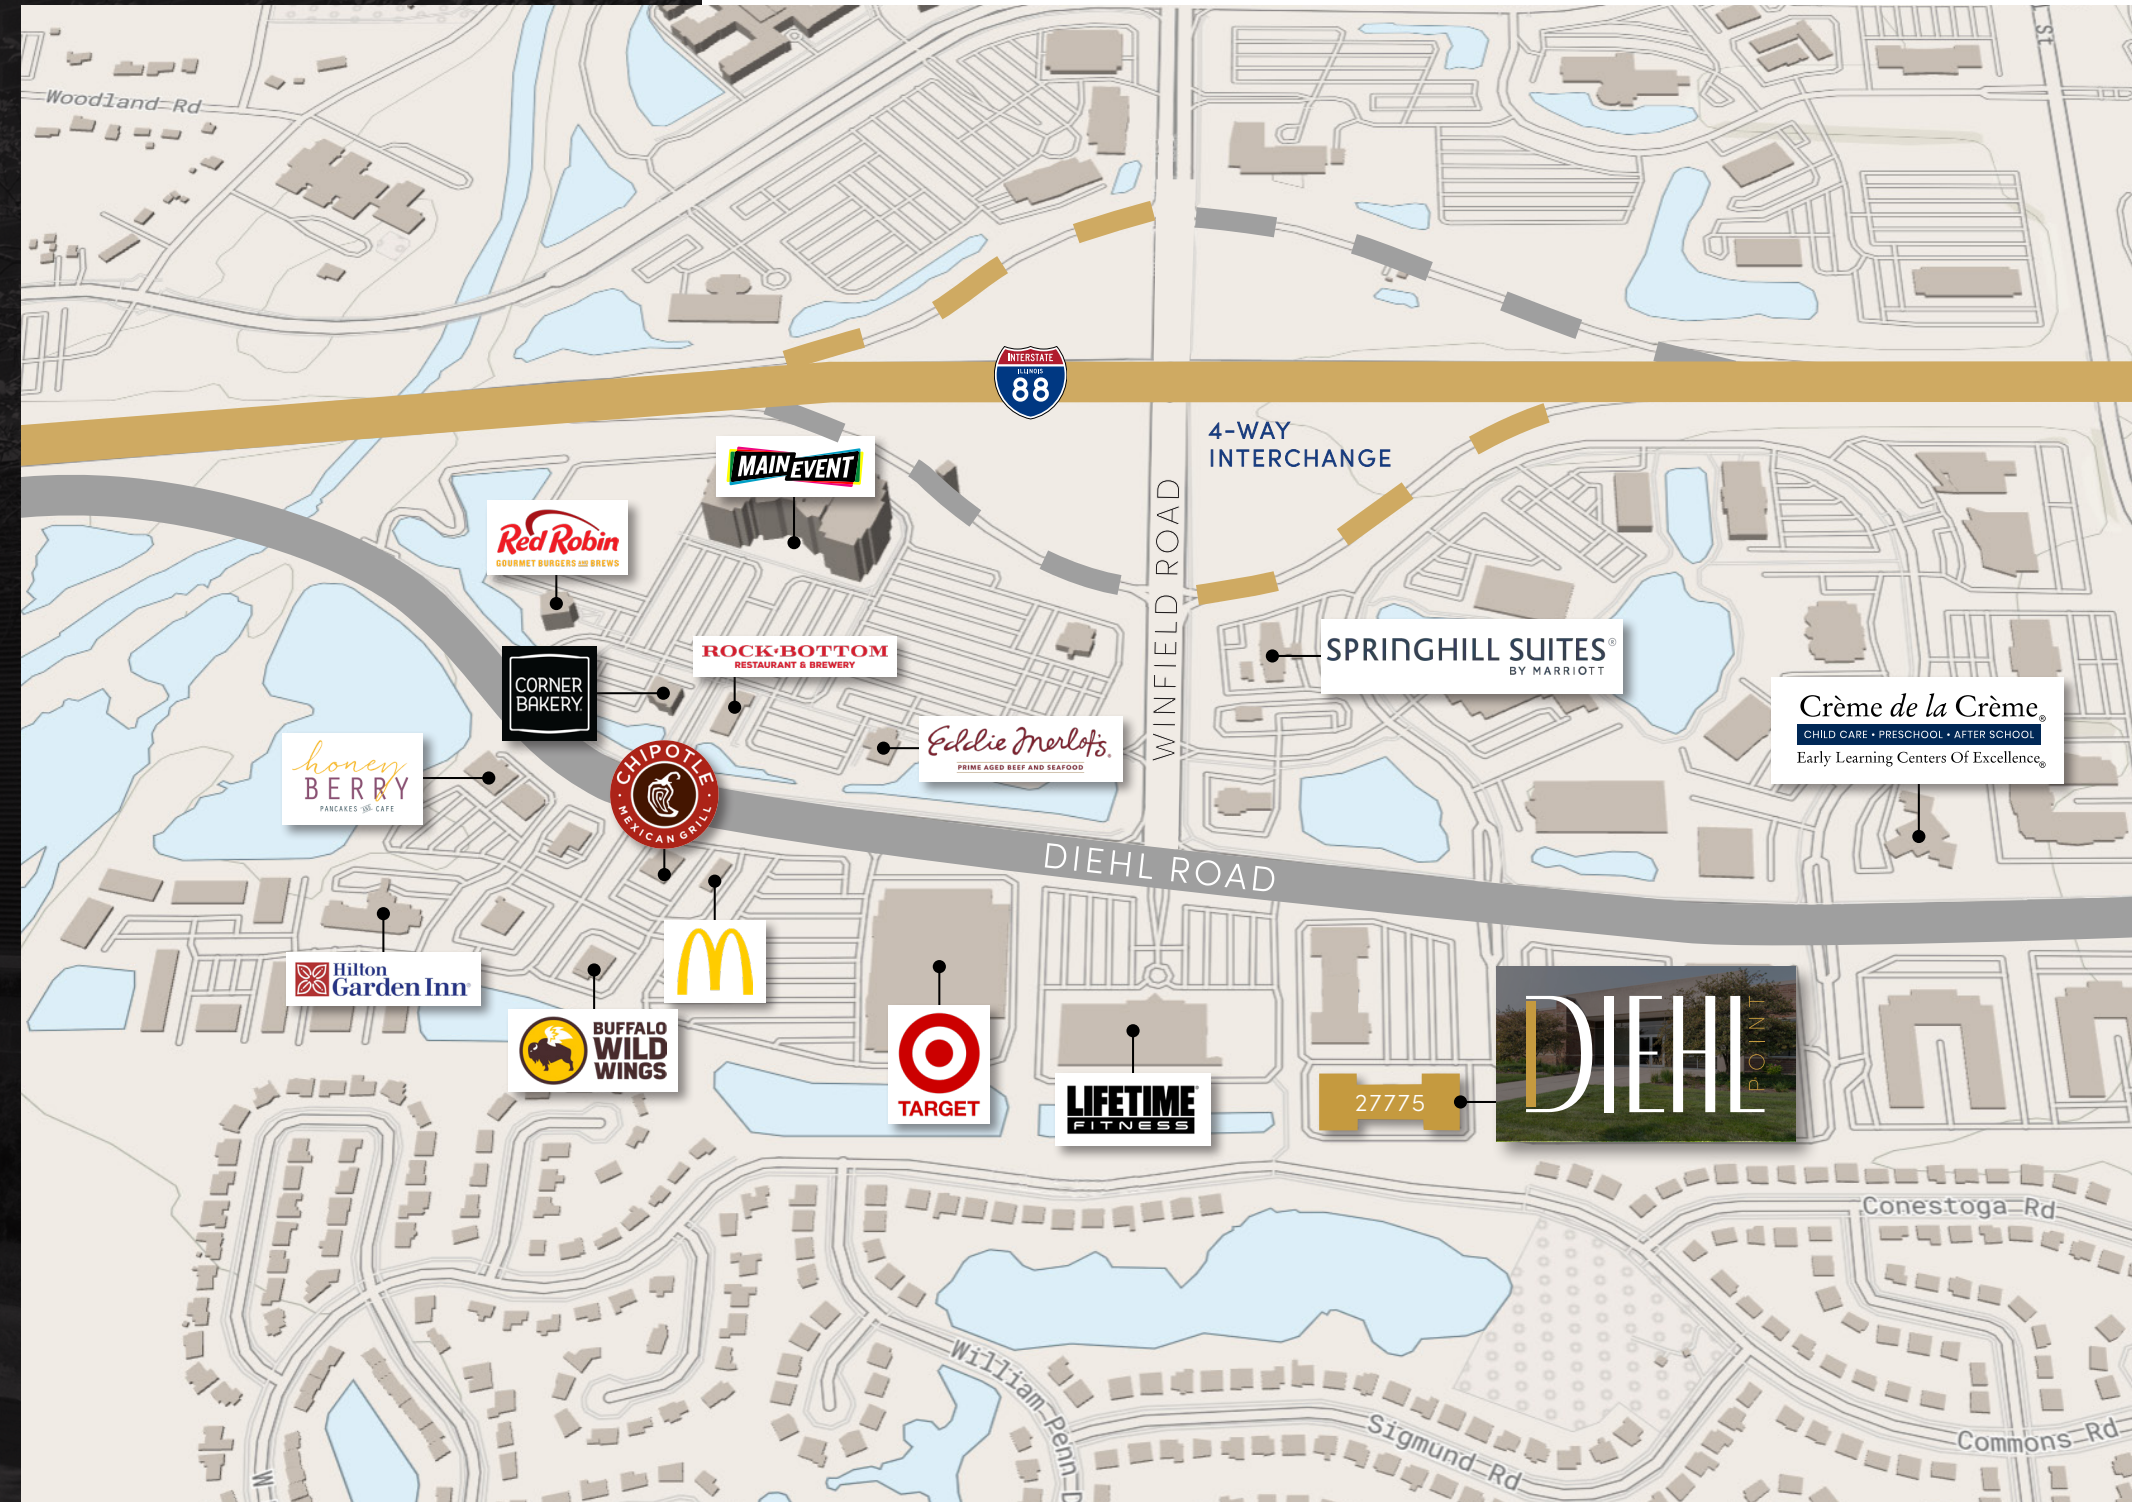 St
Woodland Rd
INTERSTATE
ILLINOIS
88
4-WAY
INTERCHANGE
MAIN EVENT
Red Robin
GOURMET BURGERS AND BREWS
WINFIELD ROAD
ROCK BOTTOM
RESTAURANT & BREWERY
SPRINGHILL SUITES®
BY MARRIOTT
CORNER
BAKERY
Crème de la Crème®
CHILD CARE • PRESCHOOL • AFTER SCHOOL
Early Learning Centers Of Excellence®
Eddie Merlot's
PRIME AGED BEEF AND SEAFOOD
honey
BERRY
PANCAKES AND CAFE
CHIPOTLE
MEXICAN GRILL
DIEHL ROAD
Hilton
Garden Inn
BUFFALO
WILD
WINGS
TARGET
LIFETIME
FITNESS
27775
DIEHL
POINT
Conestoga Rd
William Penn D
Sigmund Rd
Commons Rd
W